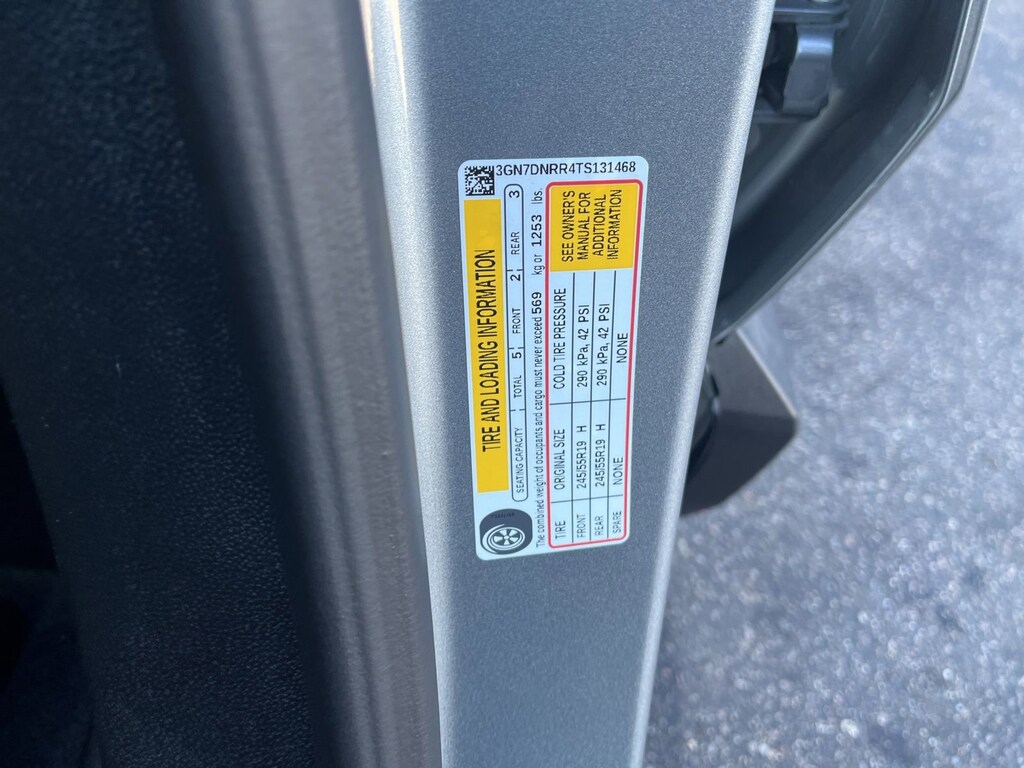 3GN7DNRR4TS131468
TIRE AND LOADING INFORMATION
SEATING CAPACITY TOTAL 5 FRONT 2 REAR 3
The combined weight of occupants and cargo must never exceed 569 kg or 1253 lbs.
TIRE ORIGINAL SIZE COLD TIRE PRESSURE
FRONT 245/55R19 H 290 kPa, 42 PSI
REAR 245/55R19 H 290 kPa, 42 PSI
SPARE NONE NONE
SEE OWNER'S
MANUAL FOR
ADDITIONAL
INFORMATION